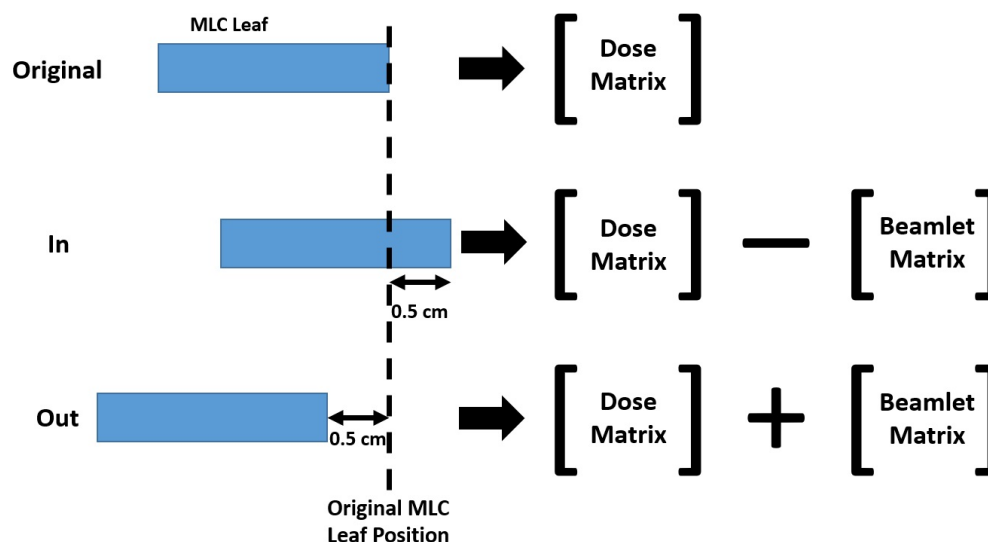 MLC Leaf
Original
Dose
Matrix
In
Dose
Matrix
Beamlet
Matrix
0.5 cm
Out
0.5 cm
Dose
Matrix
Beamlet
Matrix
Original MLC
Leaf Position